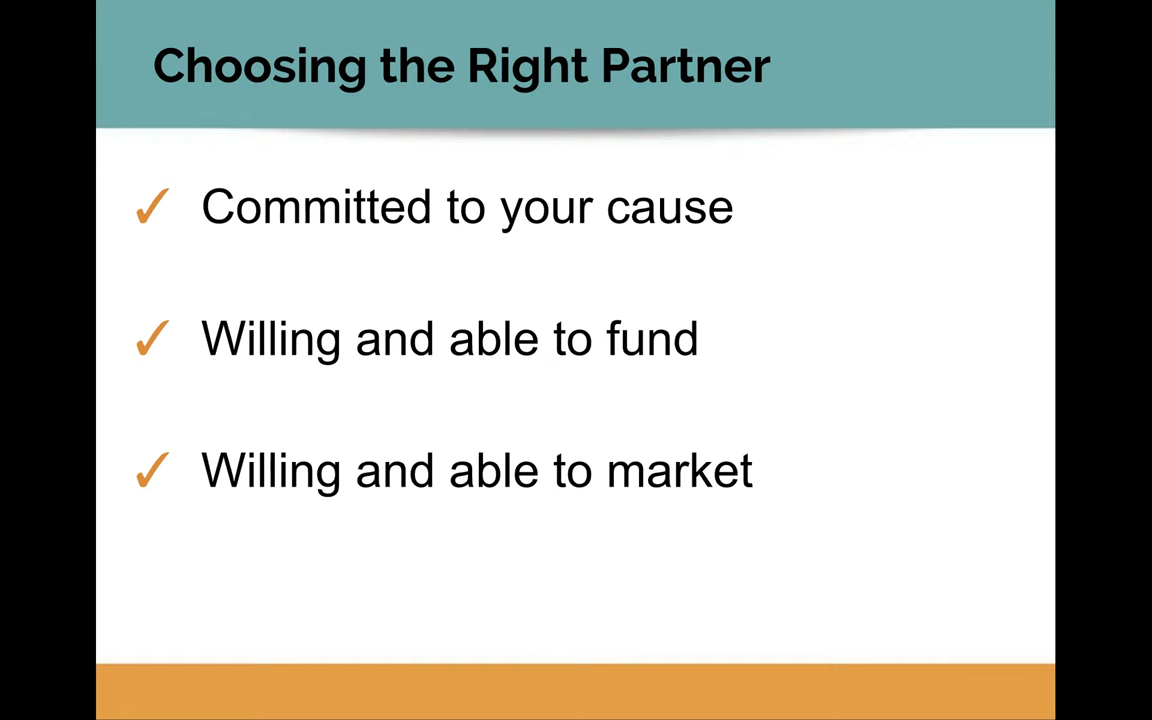 Choosing the Right Partner
✓ Committed to your cause
✓ Willing and able to fund
✓ Willing and able to market